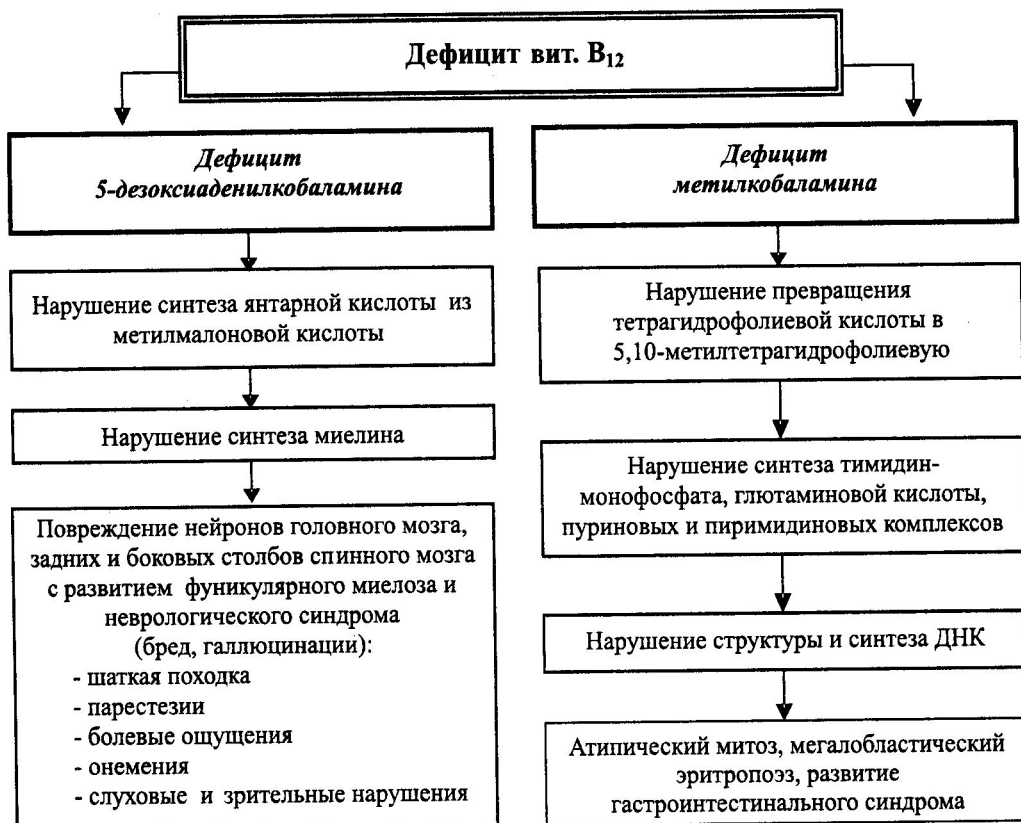 Дефицит вит. B₁₂
Дефицит
5-дезоксиаденилкобаламина
Нарушение синтеза янтарной кислоты из
метилмалоновой кислоты
Нарушение синтеза миелина
Повреждение нейронов головного мозга,
задних и боковых столбов спинного мозга
с развитием фуникулярного миелоза и
неврологического синдрома
(бред, галлюцинации):
- шаткая походка
- парестезии
- болевые ощущения
- онемения
- слуховые и зрительные нарушения
Дефицит
метилкобаламина
Нарушение превращения
тетрагидрофолиевой кислоты в
5,10-метилтетрагидрофолиевую
Нарушение синтеза тимидин-
монофосфата, глютаминовой кислоты,
пуриновых и пиримидиновых комплексов
Нарушение структуры и синтеза ДНК
Атипический митоз, мегалобластический
эритропоэз, развитие
гастроинтестинального синдрома